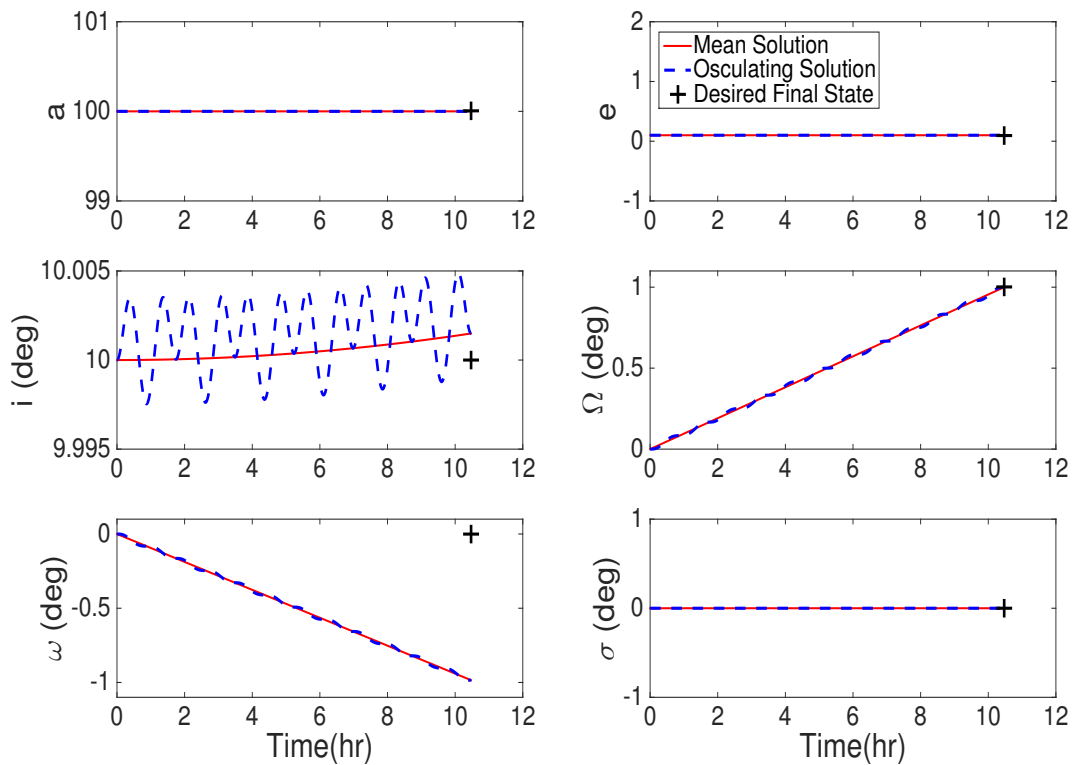 101
100
99
a
0 2 4 6 8 10 12
2
1
0
-1
e
0 2 4 6 8 10 12
Mean Solution
Osculating Solution
Desired Final State
10.005
10
9.995
i (deg)
0 2 4 6 8 10 12
1
0.5
0
Ω (deg)
0 2 4 6 8 10 12
0
-0.5
-1
ω (deg)
0 2 4 6 8 10 12
Time(hr)
1
0
-1
σ (deg)
0 2 4 6 8 10 12
Time(hr)